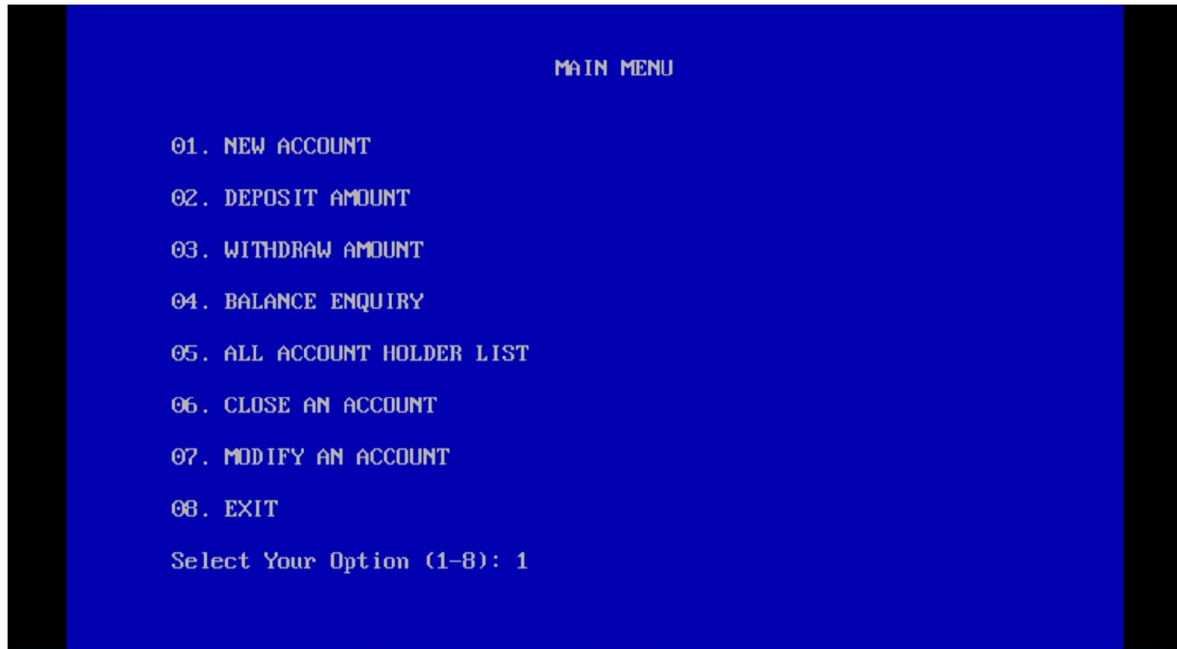 MAIN MENU
01. NEW ACCOUNT
02. DEPOSIT AMOUNT
03. WITHDRAW AMOUNT
04. BALANCE ENQUIRY
05. ALL ACCOUNT HOLDER LIST
06. CLOSE AN ACCOUNT
07. MODIFY AN ACCOUNT
08. EXIT
Select Your Option (1-8): 1